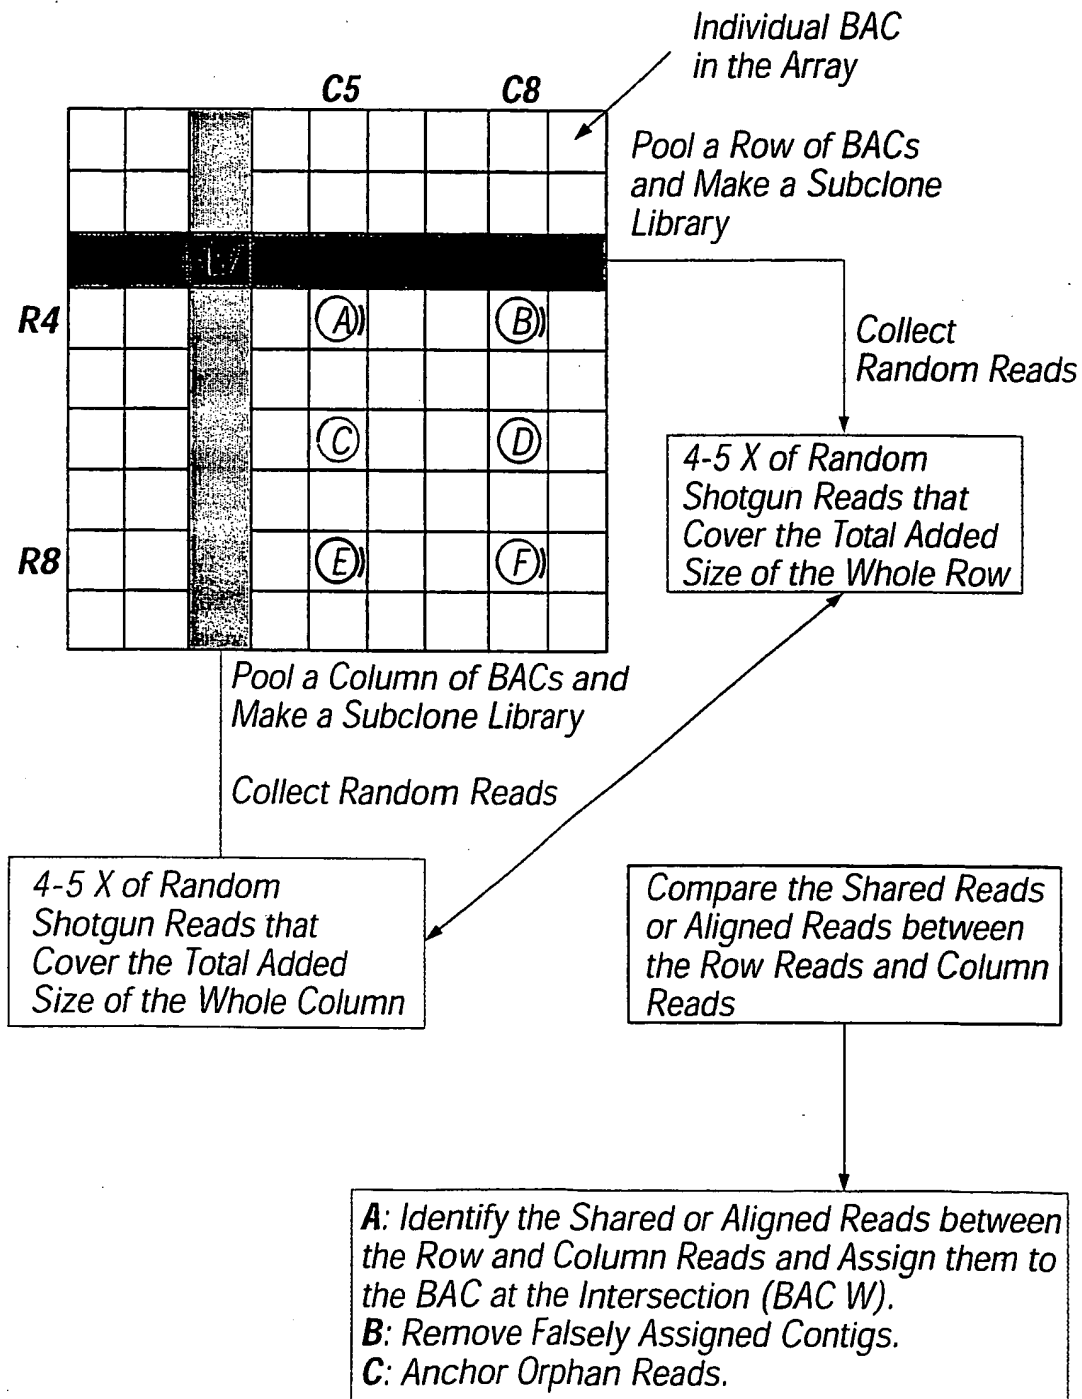 Individual BAC
in the Array
C5
C8
Pool a Row of BACs
and Make a Subclone
Library
W
R4
A
B
Collect
Random Reads
C
D
4-5 X of Random
Shotgun Reads that
Cover the Total Added
Size of the Whole Row
R8
E
F
Pool a Column of BACs and
Make a Subclone Library
Collect Random Reads
4-5 X of Random
Shotgun Reads that
Cover the Total Added
Size of the Whole Column
Compare the Shared Reads
or Aligned Reads between
the Row Reads and Column
Reads
A: Identify the Shared or Aligned Reads between
the Row and Column Reads and Assign them to
the BAC at the Intersection (BAC W).
B: Remove Falsely Assigned Contigs.
C: Anchor Orphan Reads.